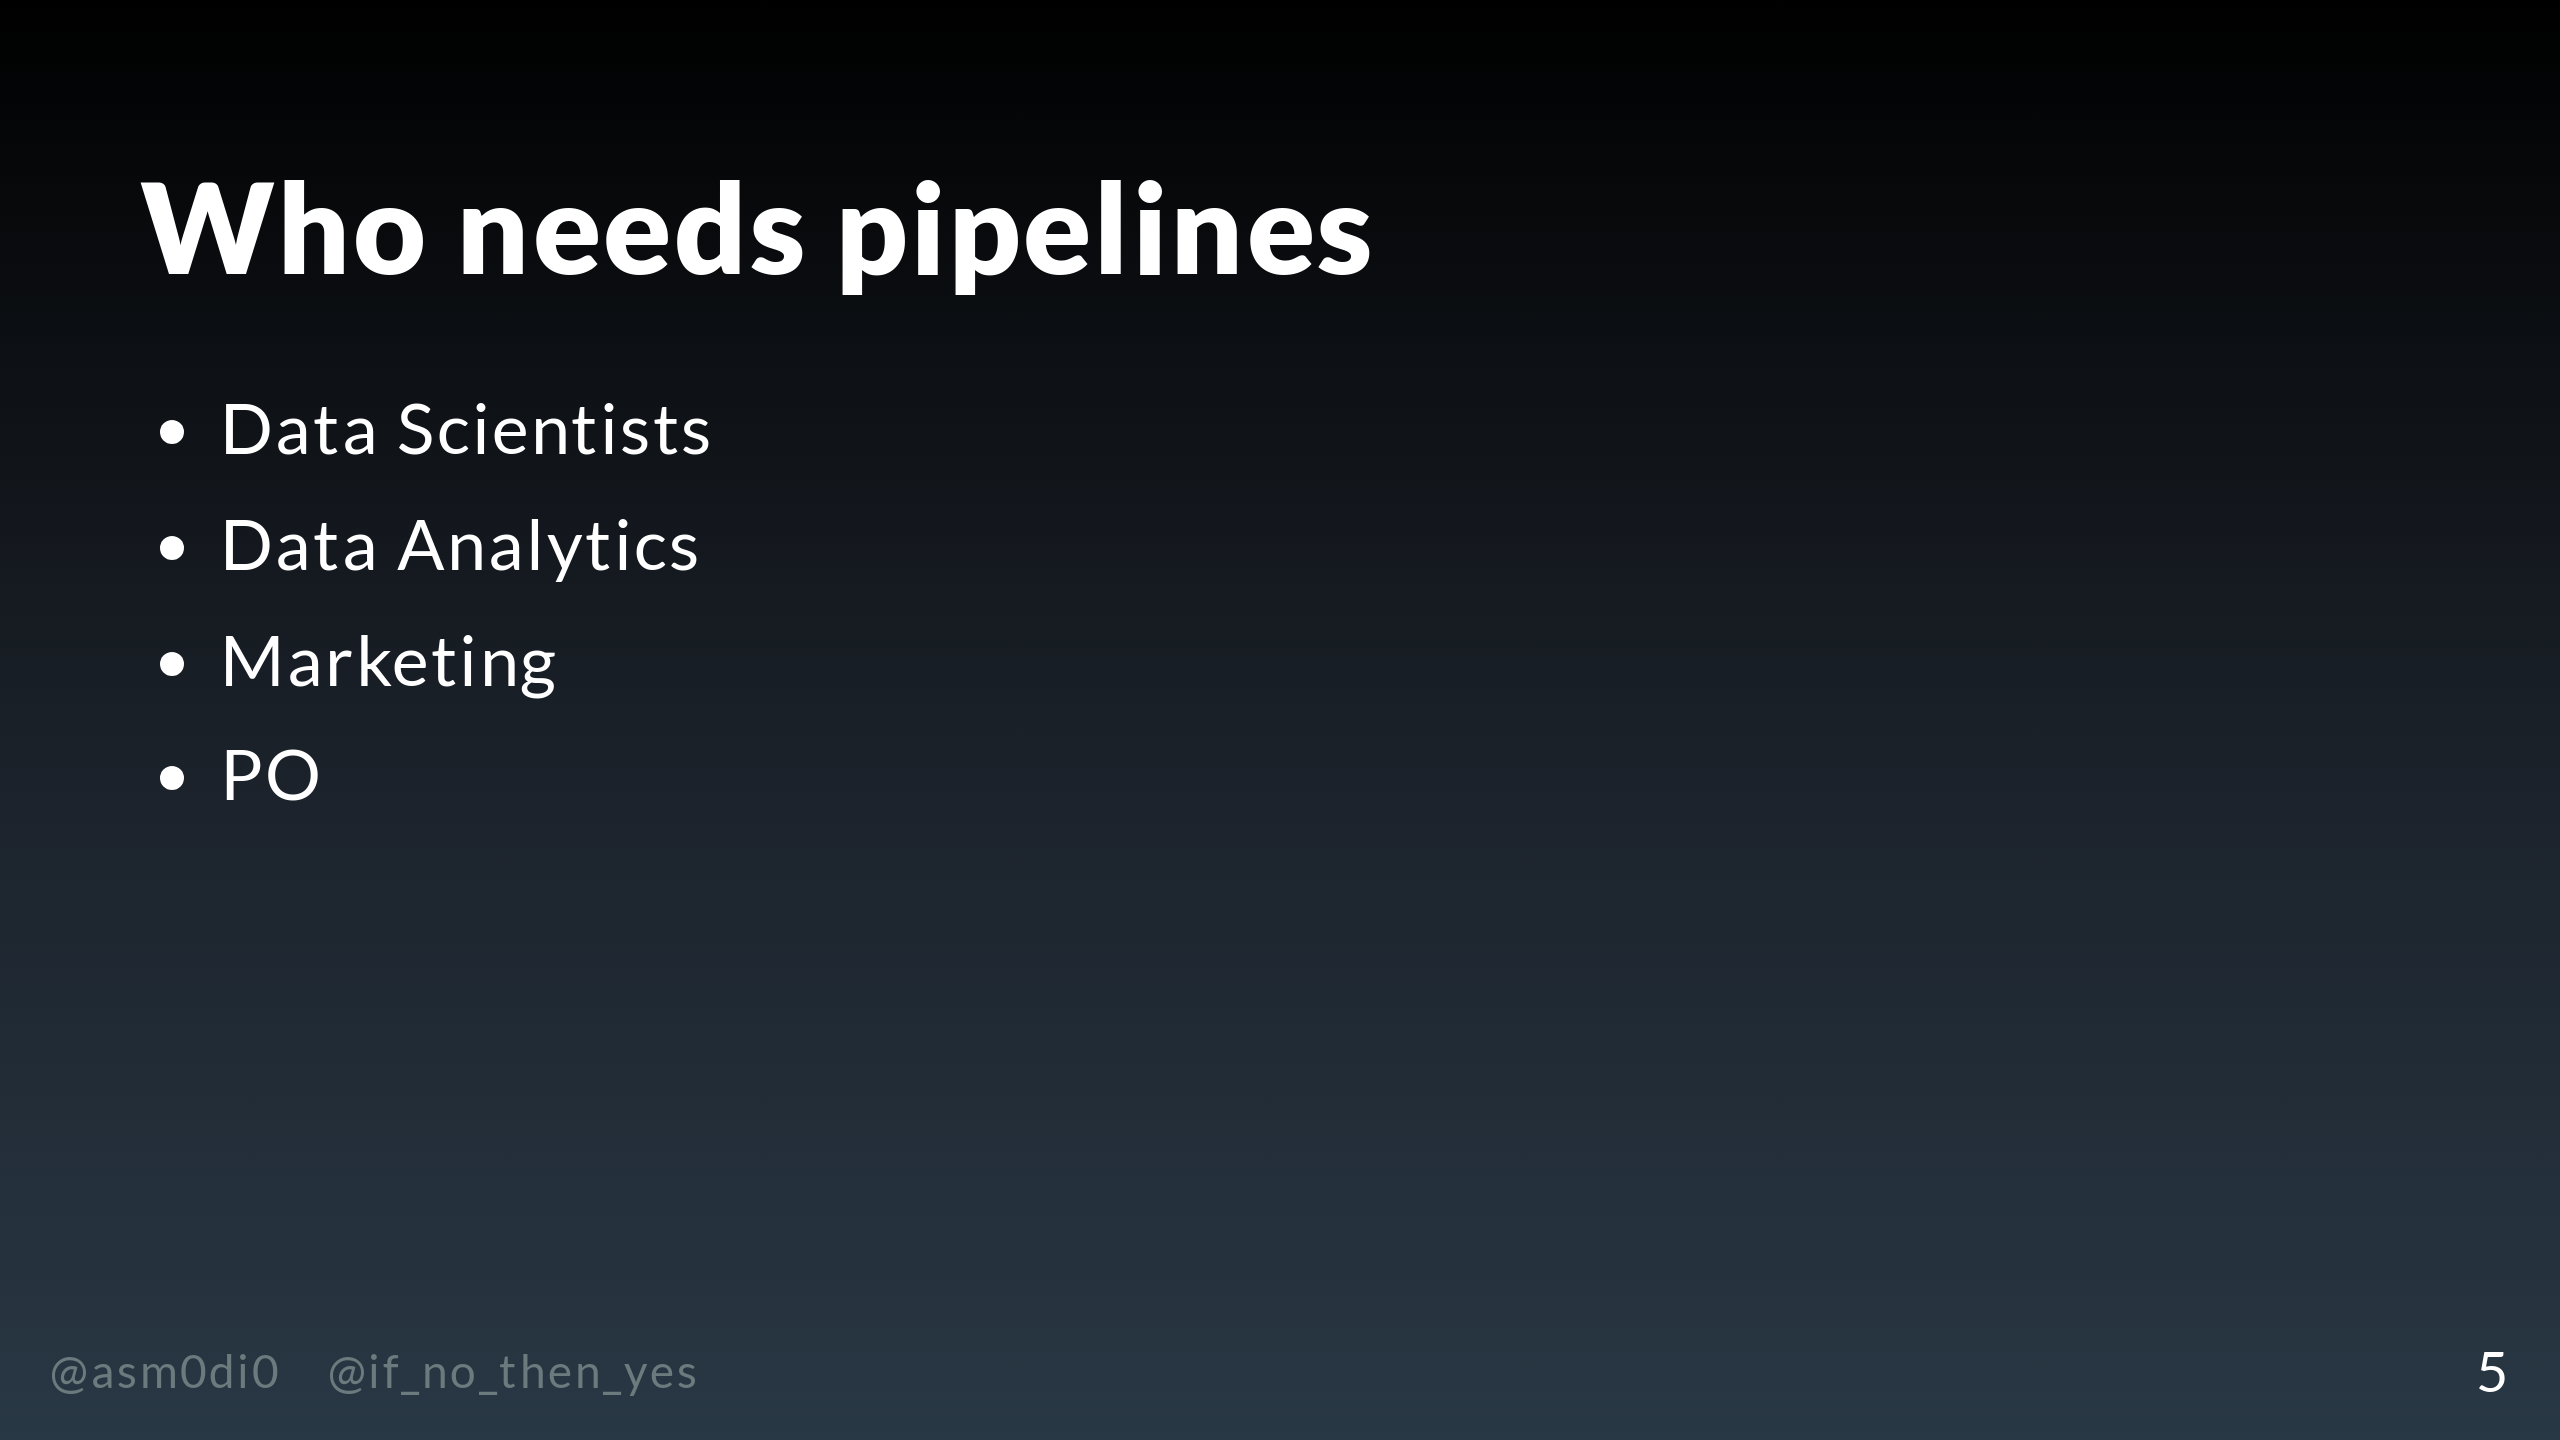 Who needs pipelines
• Data Scientists
• Data Analytics
• Marketing
• PO
@asm0di0 @if_no_then_yes
5